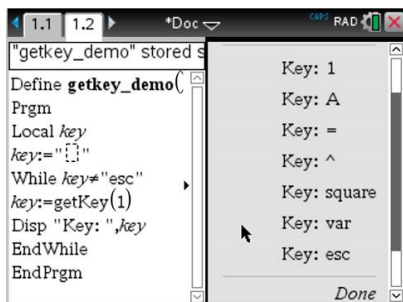 1.1 1.2 *Doc CAPS RAD
"getkey_demo" stored s
Define getkey_demo(
Prgm
Local key
key:=" "
While key≠"esc"
key:=getKey(1)
Disp "Key: ",key
EndWhile
EndPrgm
Key: 1
Key: A
Key: =
Key: ^
Key: square
Key: var
Key: esc
Done